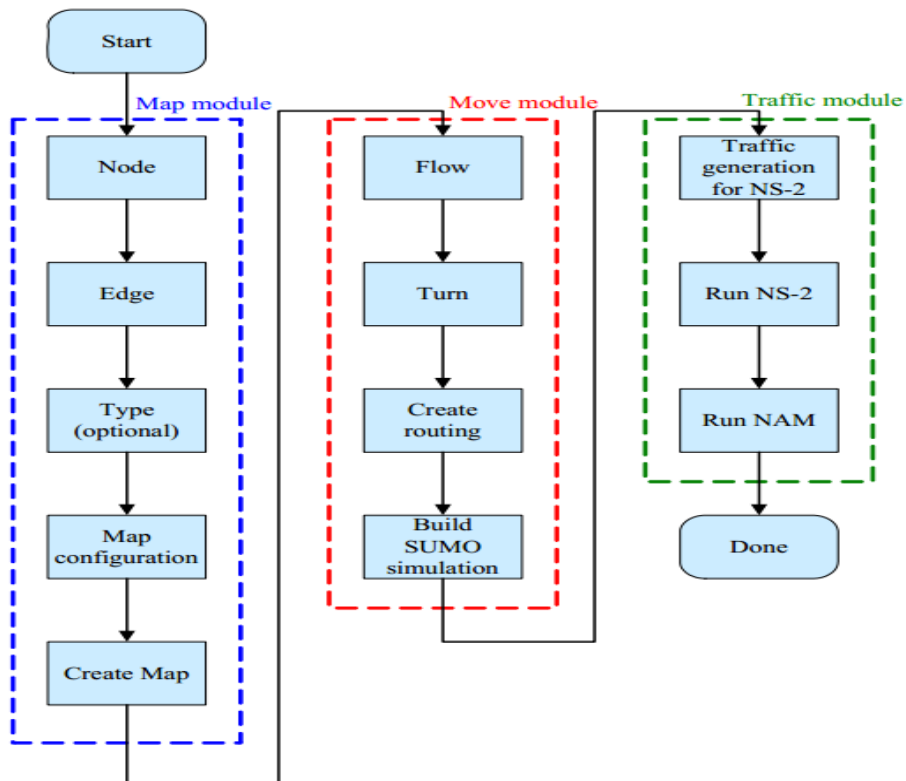 Start
Map module
Node
Edge
Type
(optional)
Map
configuration
Create Map
Move module
Flow
Turn
Create
routing
Build
SUMO
simulation
Traffic module
Traffic
generation
for NS-2
Run NS-2
Run NAM
Done